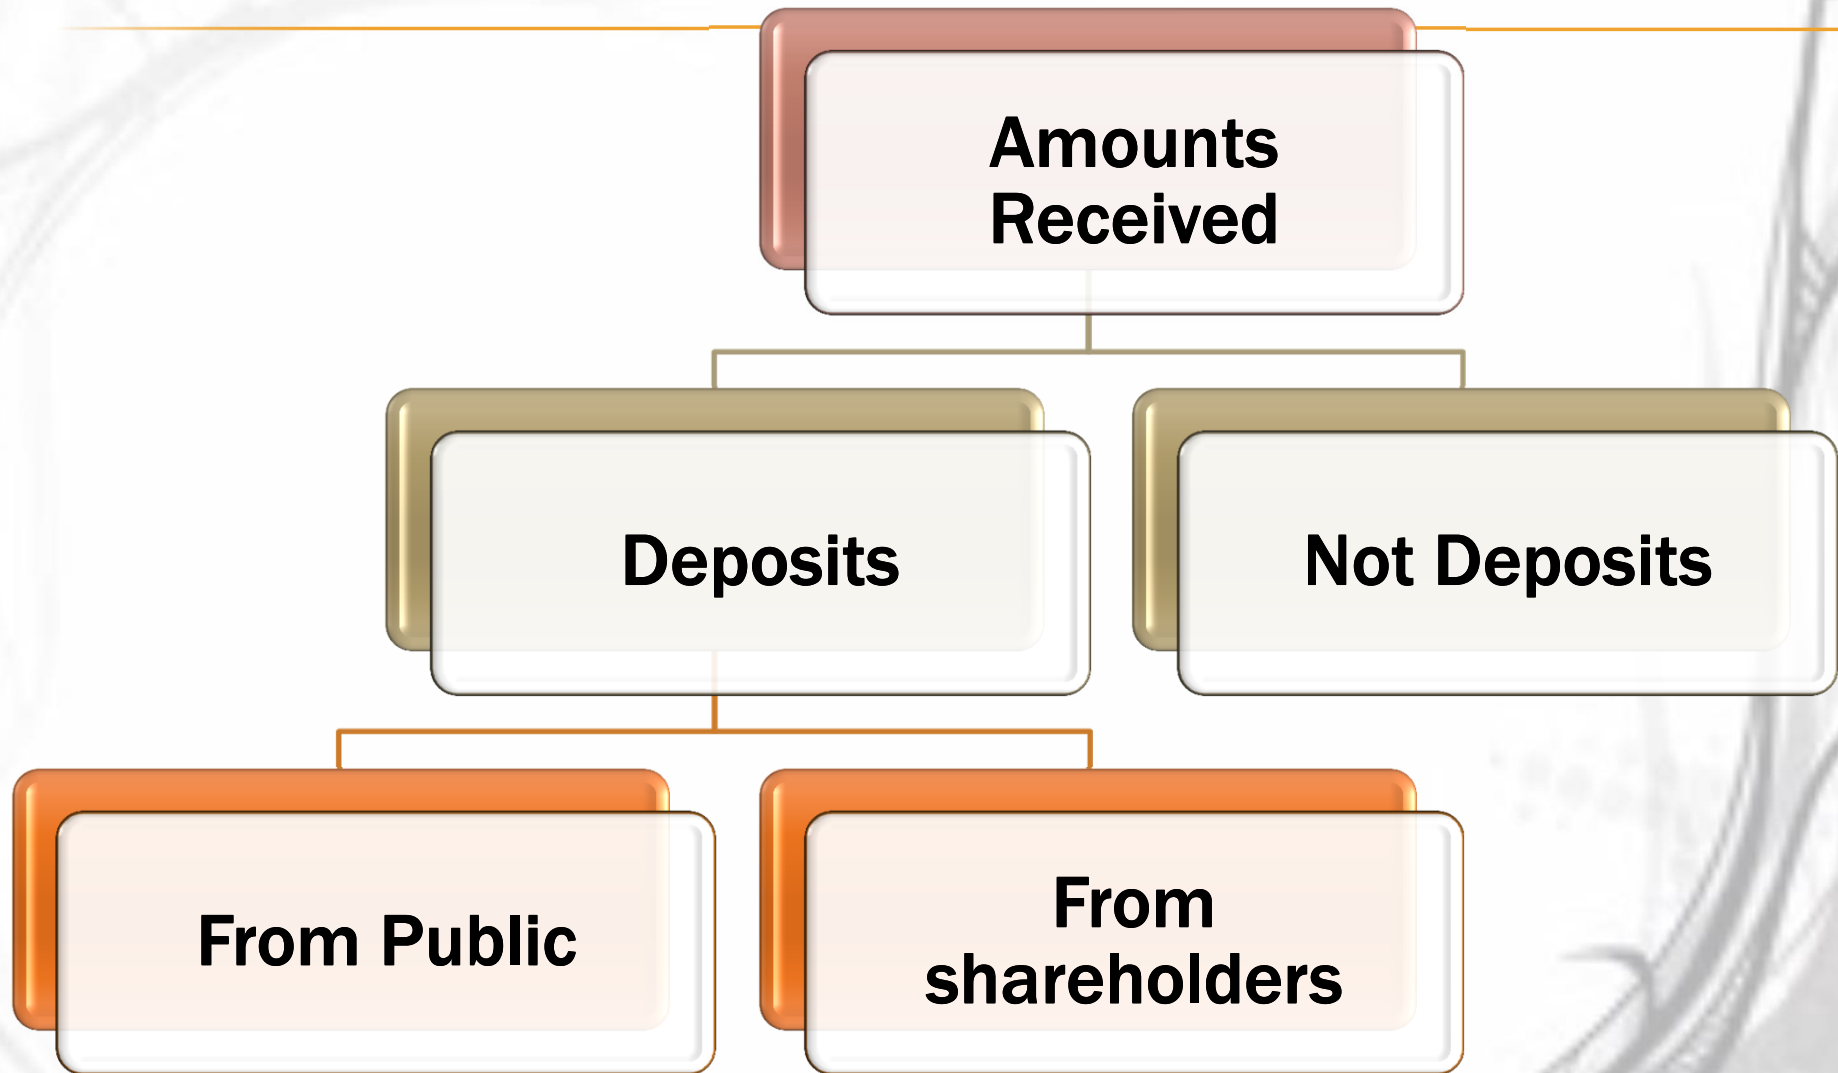 Amounts
Received
Deposits
Not Deposits
From Public
From
shareholders